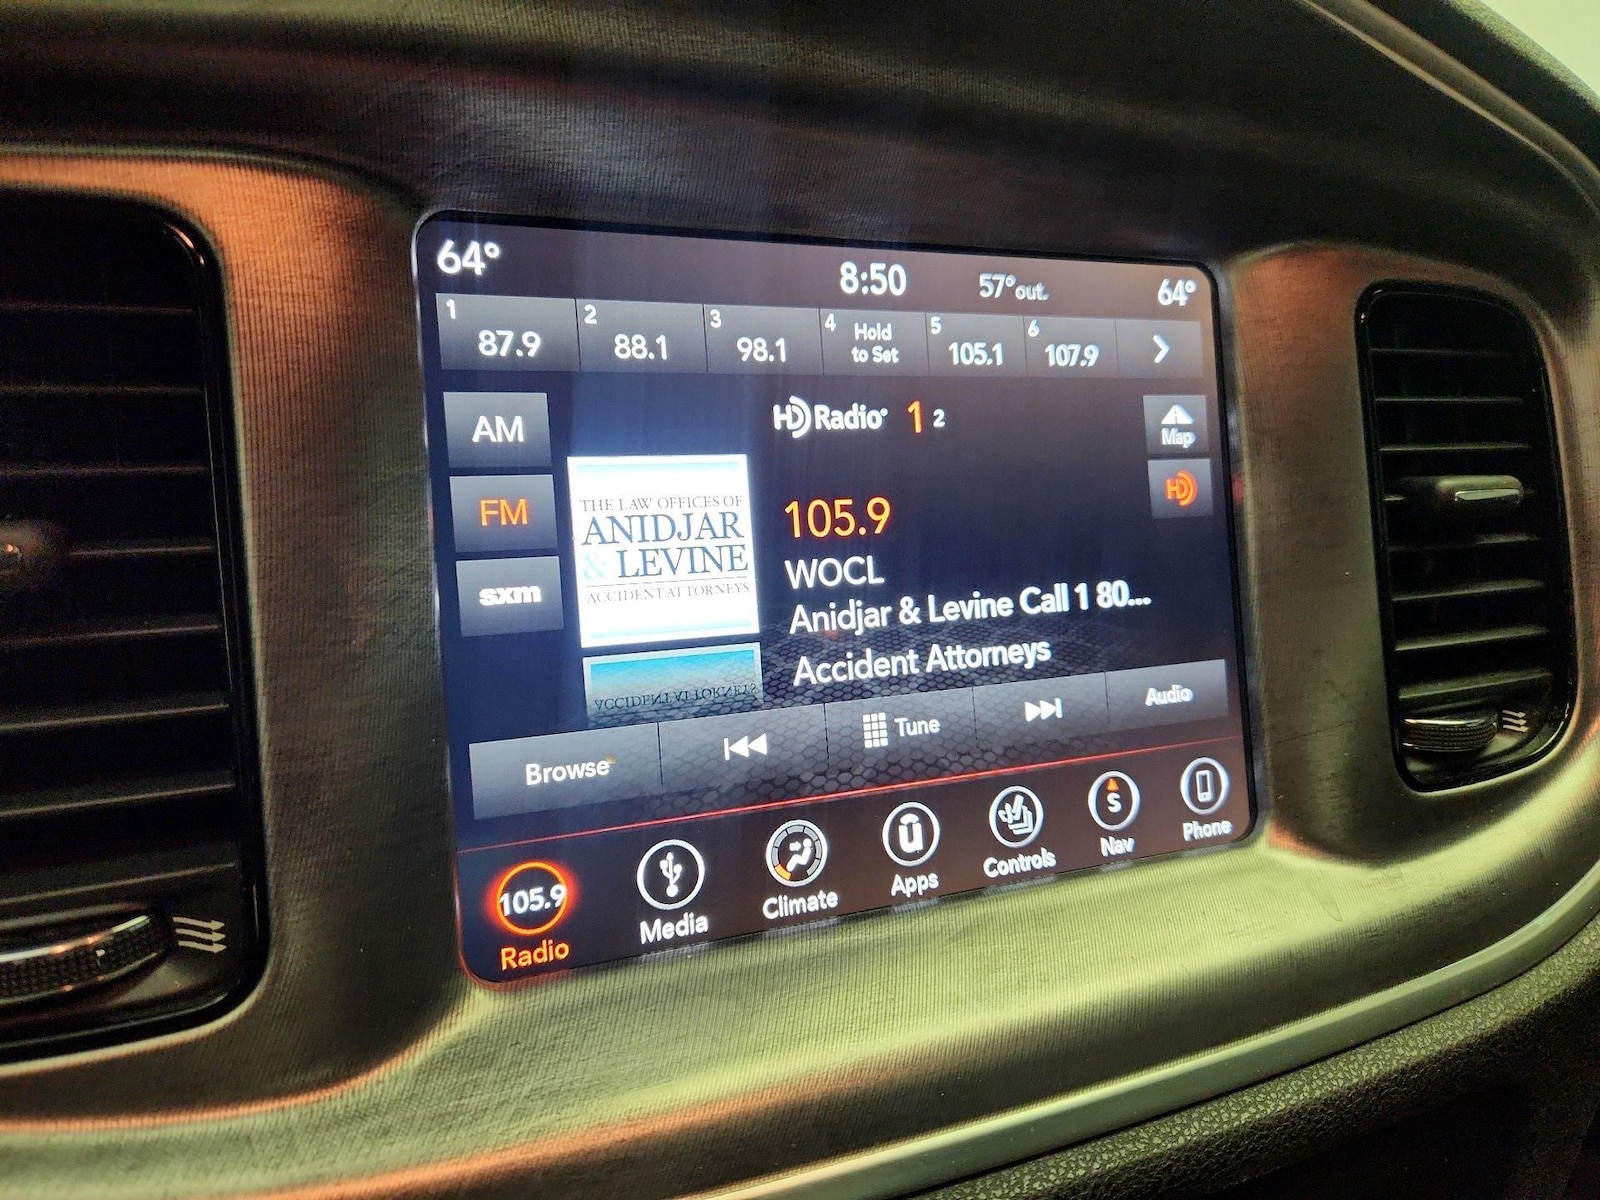 64° 8:50 57° out. 64°
1 87.9 2 88.1 3 98.1 4 Hold to Set 5 105.1 6 107.9
HD Radio 1 2
AM
Map
FM
HD
sxm
THE LAW OFFICES OF
ANIDJAR
& LEVINE
ACCIDENT ATTORNEYS
105.9
WOCL
Anidjar & Levine Call 1 80...
Accident Attorneys
ACCIDENT ATTORNEYS
Browse Tune Audio
105.9 S
Radio Media Climate Apps Controls Nav Phone